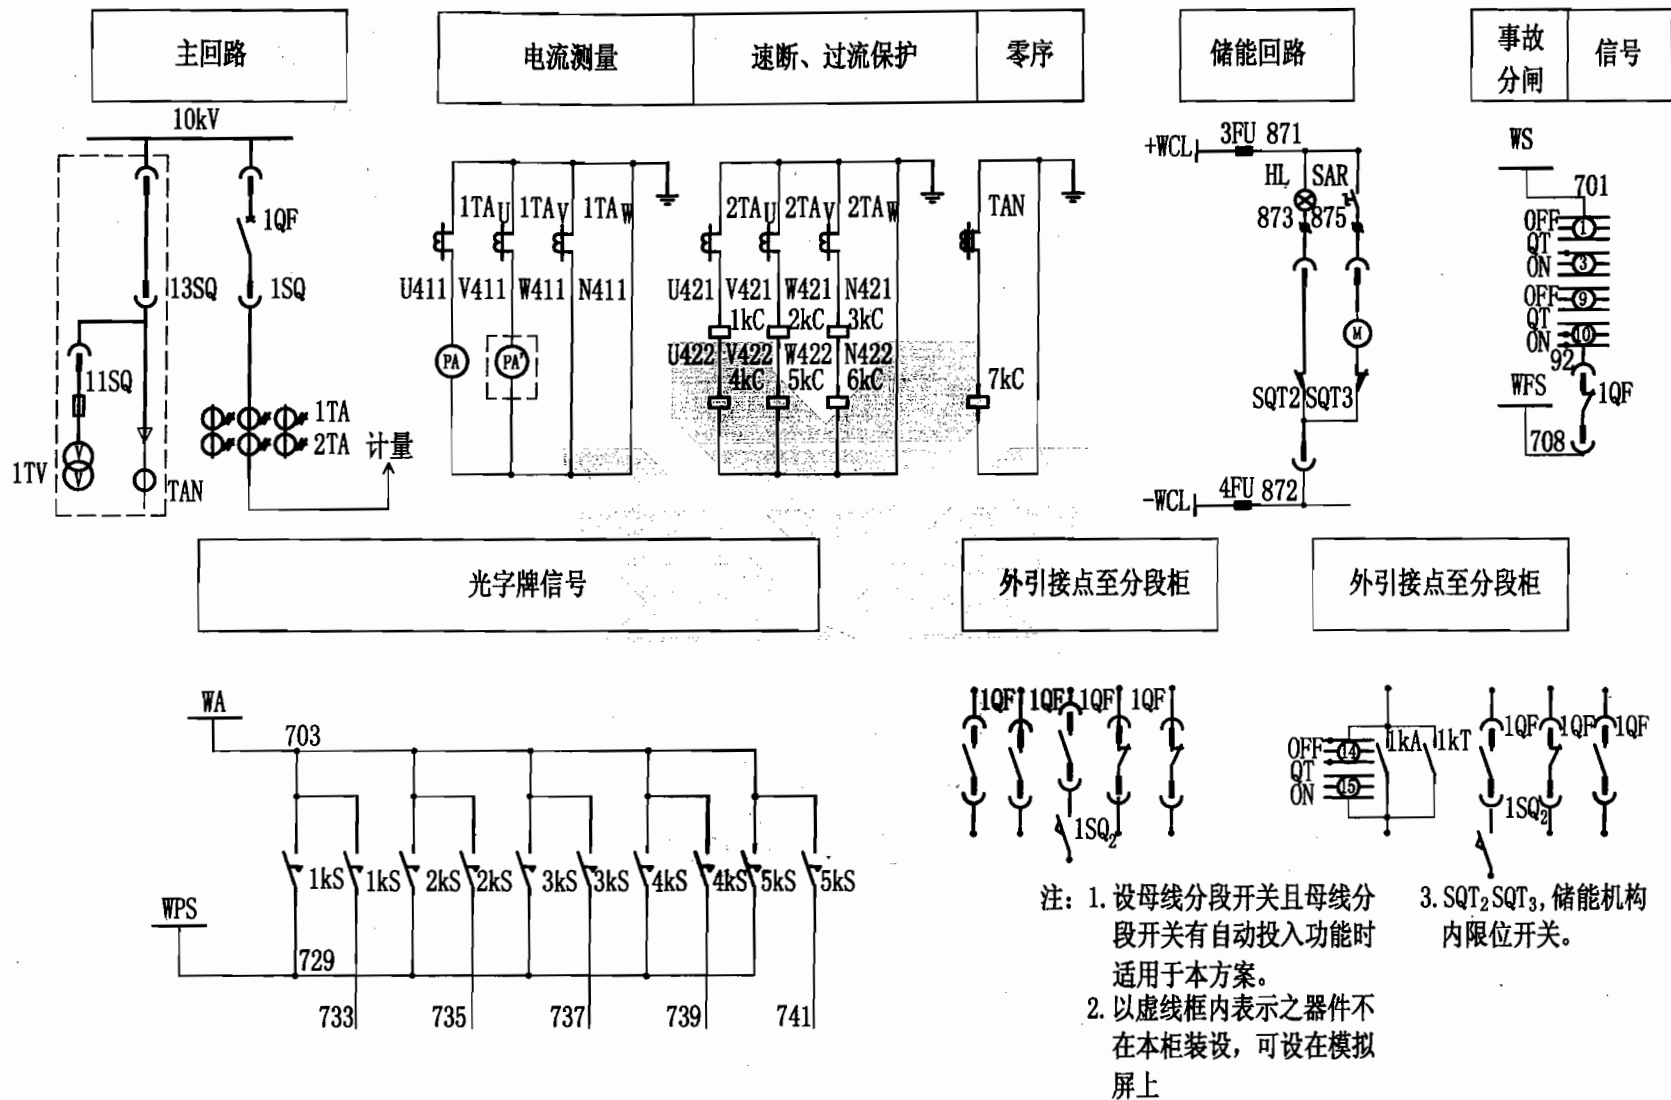 主回路
电流测量
速断、过流保护
零序
储能回路
事故
分闸
信号
10kV
1QF
13SQ
1SQ
11SQ
1TA
2TA
计量
1TV
TAN
1TAU 1TAV 1TAW
U411 V411 W411 N411
PA
PA'
2TAU 2TAV 2TAW
U421 V421 W421 N421
1kC 2kC 3kC
U422 V422 W422 N422
4kC 5kC 6kC
TAN
7kC
+WCL 3FU 871
HL SAR
873 875
M
SQT2 SQT3
-WCL 4FU 872
WS
701
OFF 1
QT
ON 3
OFF 9
QT
ON 10
92
WFS
1QF
708
光字牌信号
外引接点至分段柜
外引接点至分段柜
WA
703
1kS 1kS 2kS 2kS 3kS 3kS 4kS 4kS 5kS 5kS
WPS
729
733 735 737 739 741
1QF 1QF 1QF 1QF
1SQ2
OFF 14
QT
ON 15
1kA 1kT
1QF 1QF 1QF
1SQ2
注：1.设母线分段开关且母线分
段开关有自动投入功能时
适用于本方案。
2.以虚线框内表示之器件不
在本柜装设，可设在模拟
屏上
3.SQT2SQT3,储能机构
内限位开关。